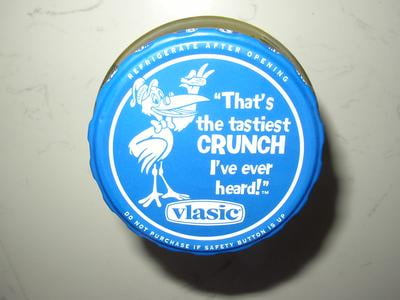 REFRIGERATE AFTER OPENING
"That's
the tastiest
CRUNCH
I've ever
heard!"™
vlasic
DO NOT PURCHASE IF SAFETY BUTTON IS UP